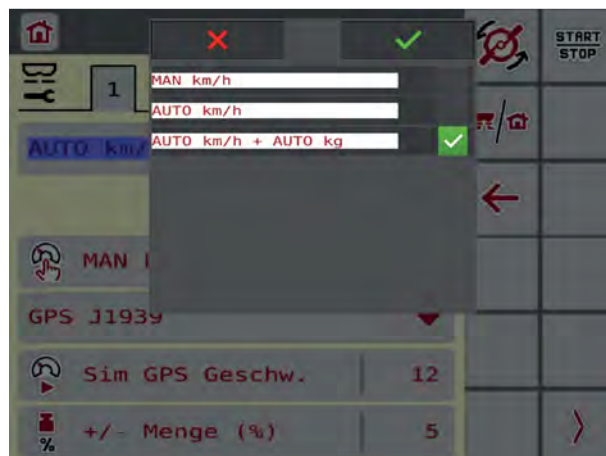 START
STOP
MAN km/h
1
AUTO km/h
AUTO km/
AUTO km/h + AUTO kg
MAN
GPS J1939
Sim GPS Geschw. 12
% +/- Menge (%) 5